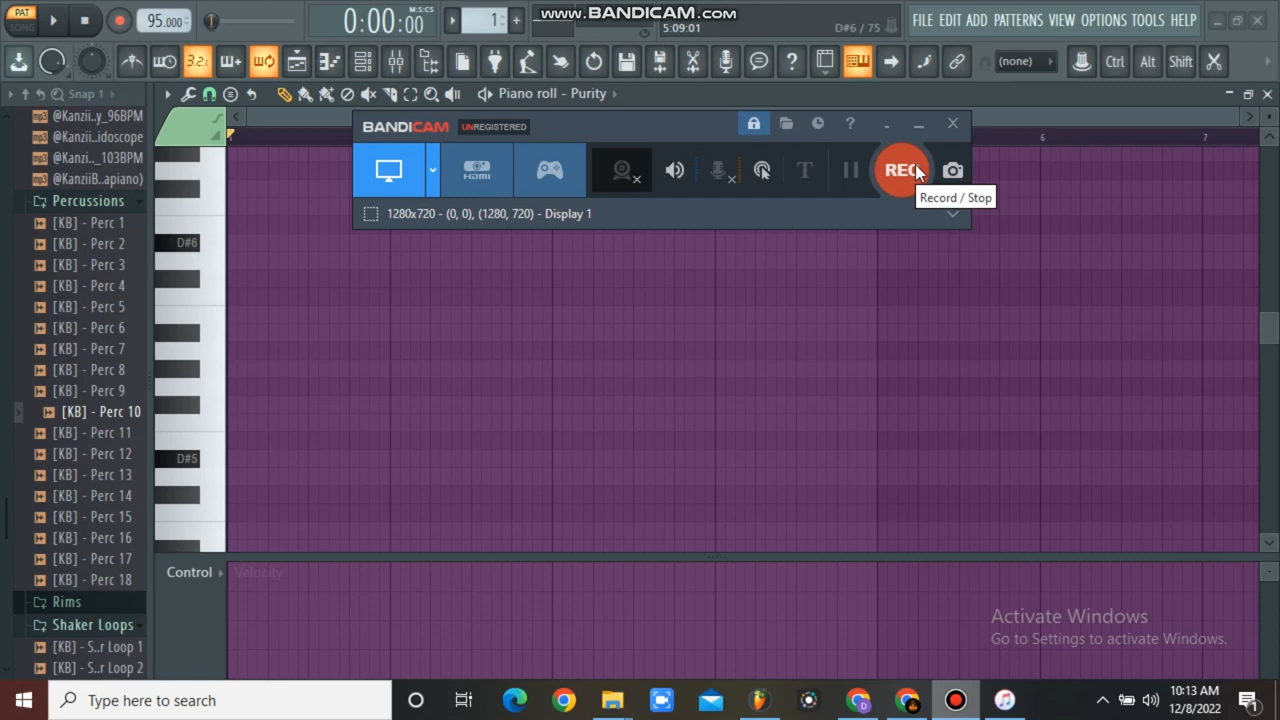 PAT
SONG
95.000
0:00:00
M:S:CS
1
www.BANDICAM.com
5:09:01
D#6 / 75
FILE EDIT ADD PATTERNS VIEW OPTIONS TOOLS HELP
3.2.
(none)
Ctrl
Alt
Shift
Snap 1
Piano roll - Purity
@Kanzii..y_96BPM
@Kanzii...idoscope
@Kanzi.._103BPM
@KanziiB..apiano)
Percussions
[KB] - Perc 1
[KB] - Perc 2
[KB] - Perc 3
[KB] - Perc 4
[KB] - Perc 5
[KB] - Perc 6
[KB] - Perc 7
[KB] - Perc 8
[KB] - Perc 9
[KB] - Perc 10
[KB] - Perc 11
[KB] - Perc 12
[KB] - Perc 13
[KB] - Perc 14
[KB] - Perc 15
[KB] - Perc 16
[KB] - Perc 17
[KB] - Perc 18
Rims
Shaker Loops
[KB] - S..r Loop 1
[KB] - S..r Loop 2
BANDICAM
UNREGISTERED
HDMI
T
REC
Record / Stop
1280x720 - (0, 0), (1280, 720) - Display 1
6
7
D#6
D#5
Control
Velocity
Activate Windows
Go to Settings to activate Windows.
Type here to search
10:13 AM
12/8/2022
1